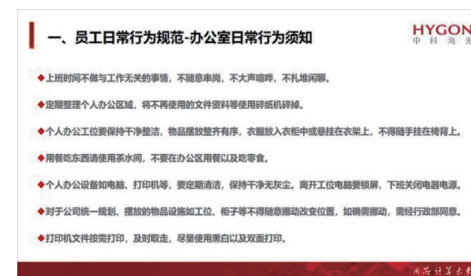 一、员工日常行为规范-办公室日常行为须知
HYGON
中科海光
◆上班时间不做与工作无关的事情，不随意串岗，不大声喧哗，不扎堆闲聊。
◆定期整理个人办公区域，将不再使用的文件资料等使用碎纸机碎掉。
◆个人办公工位要保持干净整洁，物品摆放整齐有序，衣服放入衣柜中或悬挂在衣架上，不得随手挂在椅背上。
◆用餐吃东西请使用茶水间，不要在办公区用餐以及吃零食。
◆个人办公设备如电脑、打印机等，要定期清洁，保持干净无灰尘。离开工位电脑要锁屏，下班关闭电器电源。
◆对于公司统一规划、摆放的物品设施如工位、柜子等不得随意挪动改变位置，如确需挪动，需经行政部同意。
◆打印机文件按需打印，及时取走，尽量使用黑白以及双面打印。